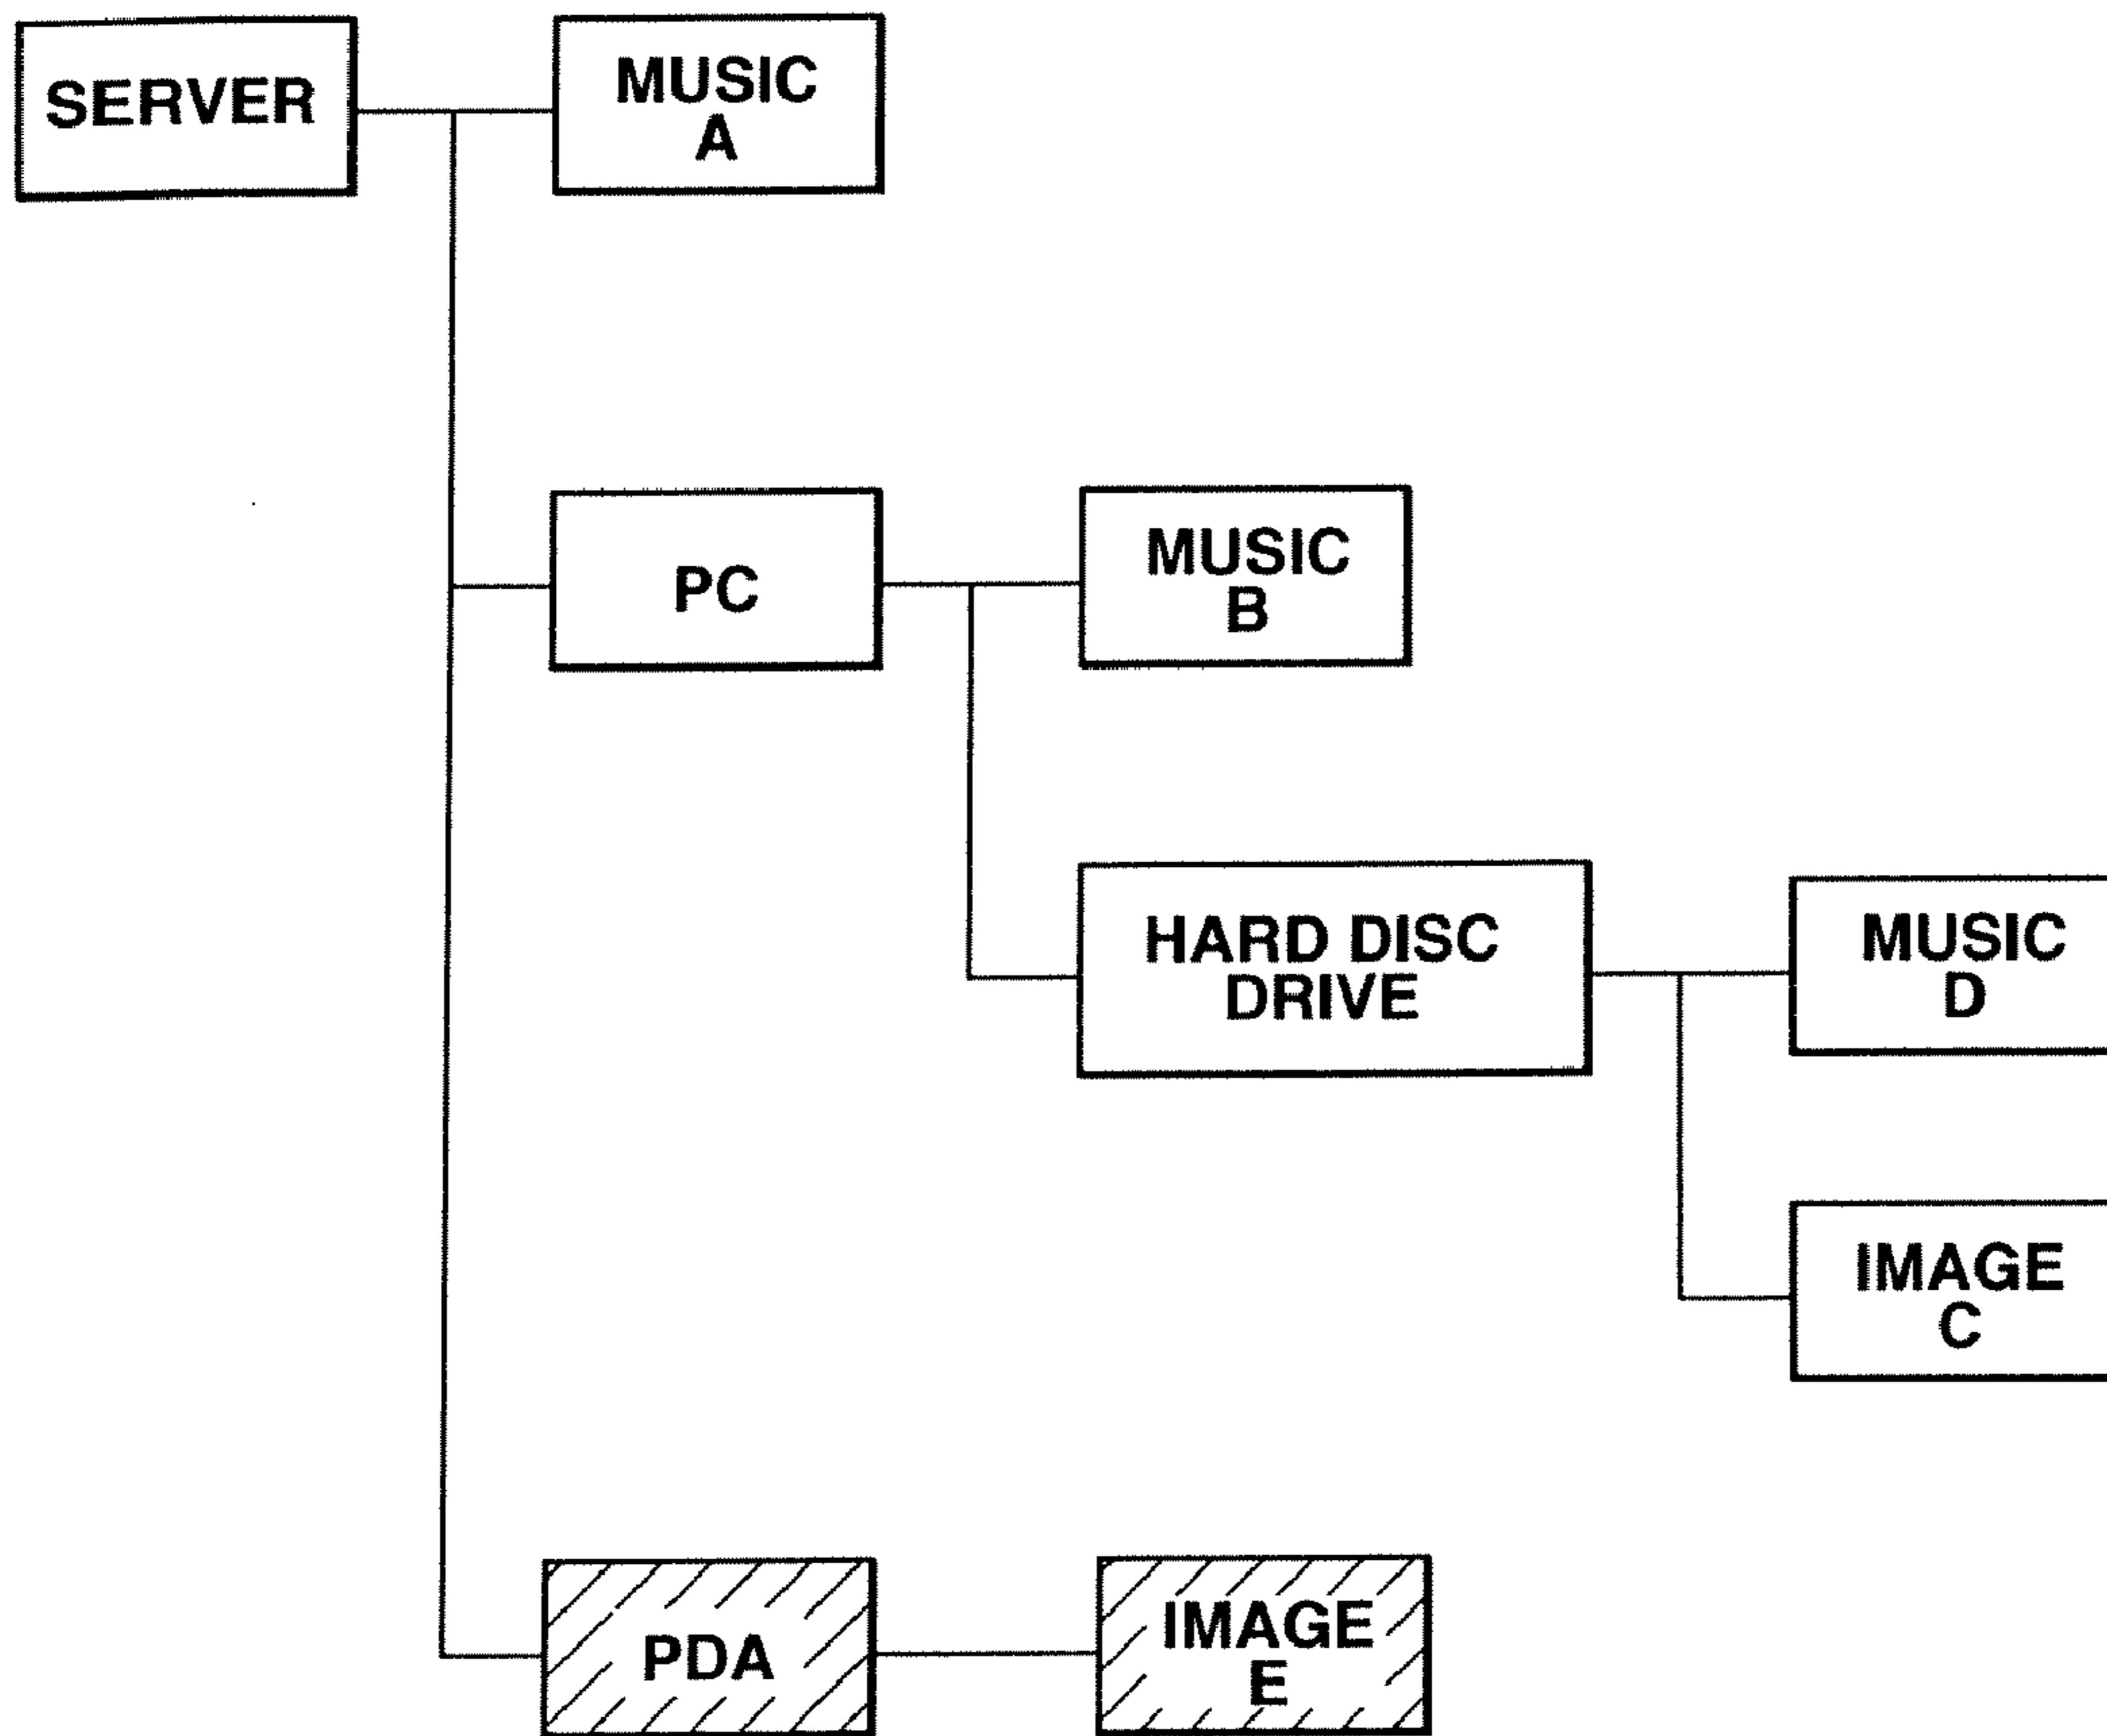 SERVER
MUSIC
A
PC
MUSIC
B
HARD DISC
DRIVE
MUSIC
D
IMAGE
C
PDA
IMAGE
E